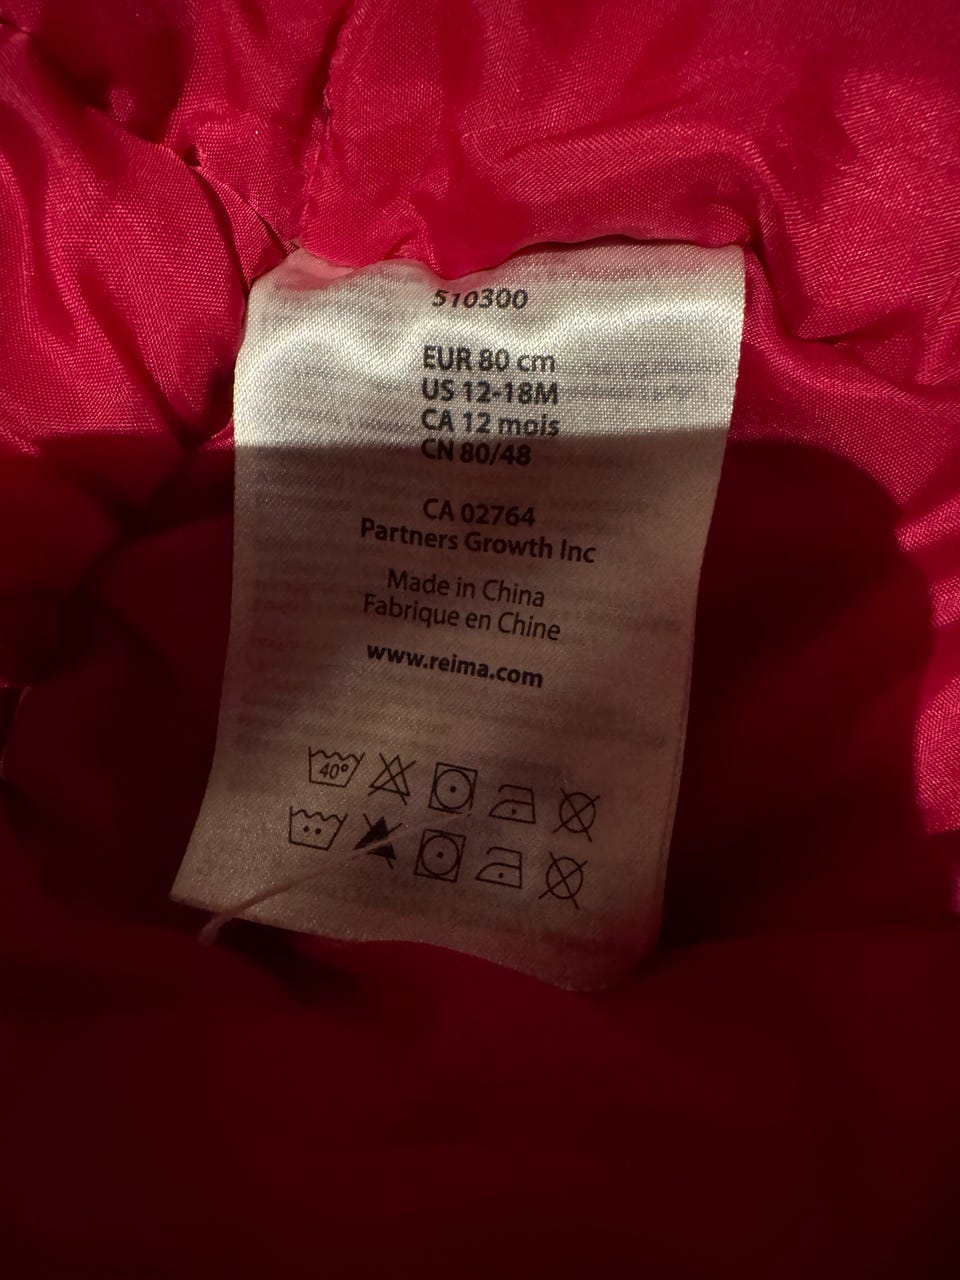 510300
EUR 80 cm
US 12-18M
CA 12 mois
CN 80/48
CA 02764
Partners Growth Inc
Made in China
Fabrique en Chine
www.reima.com
40°